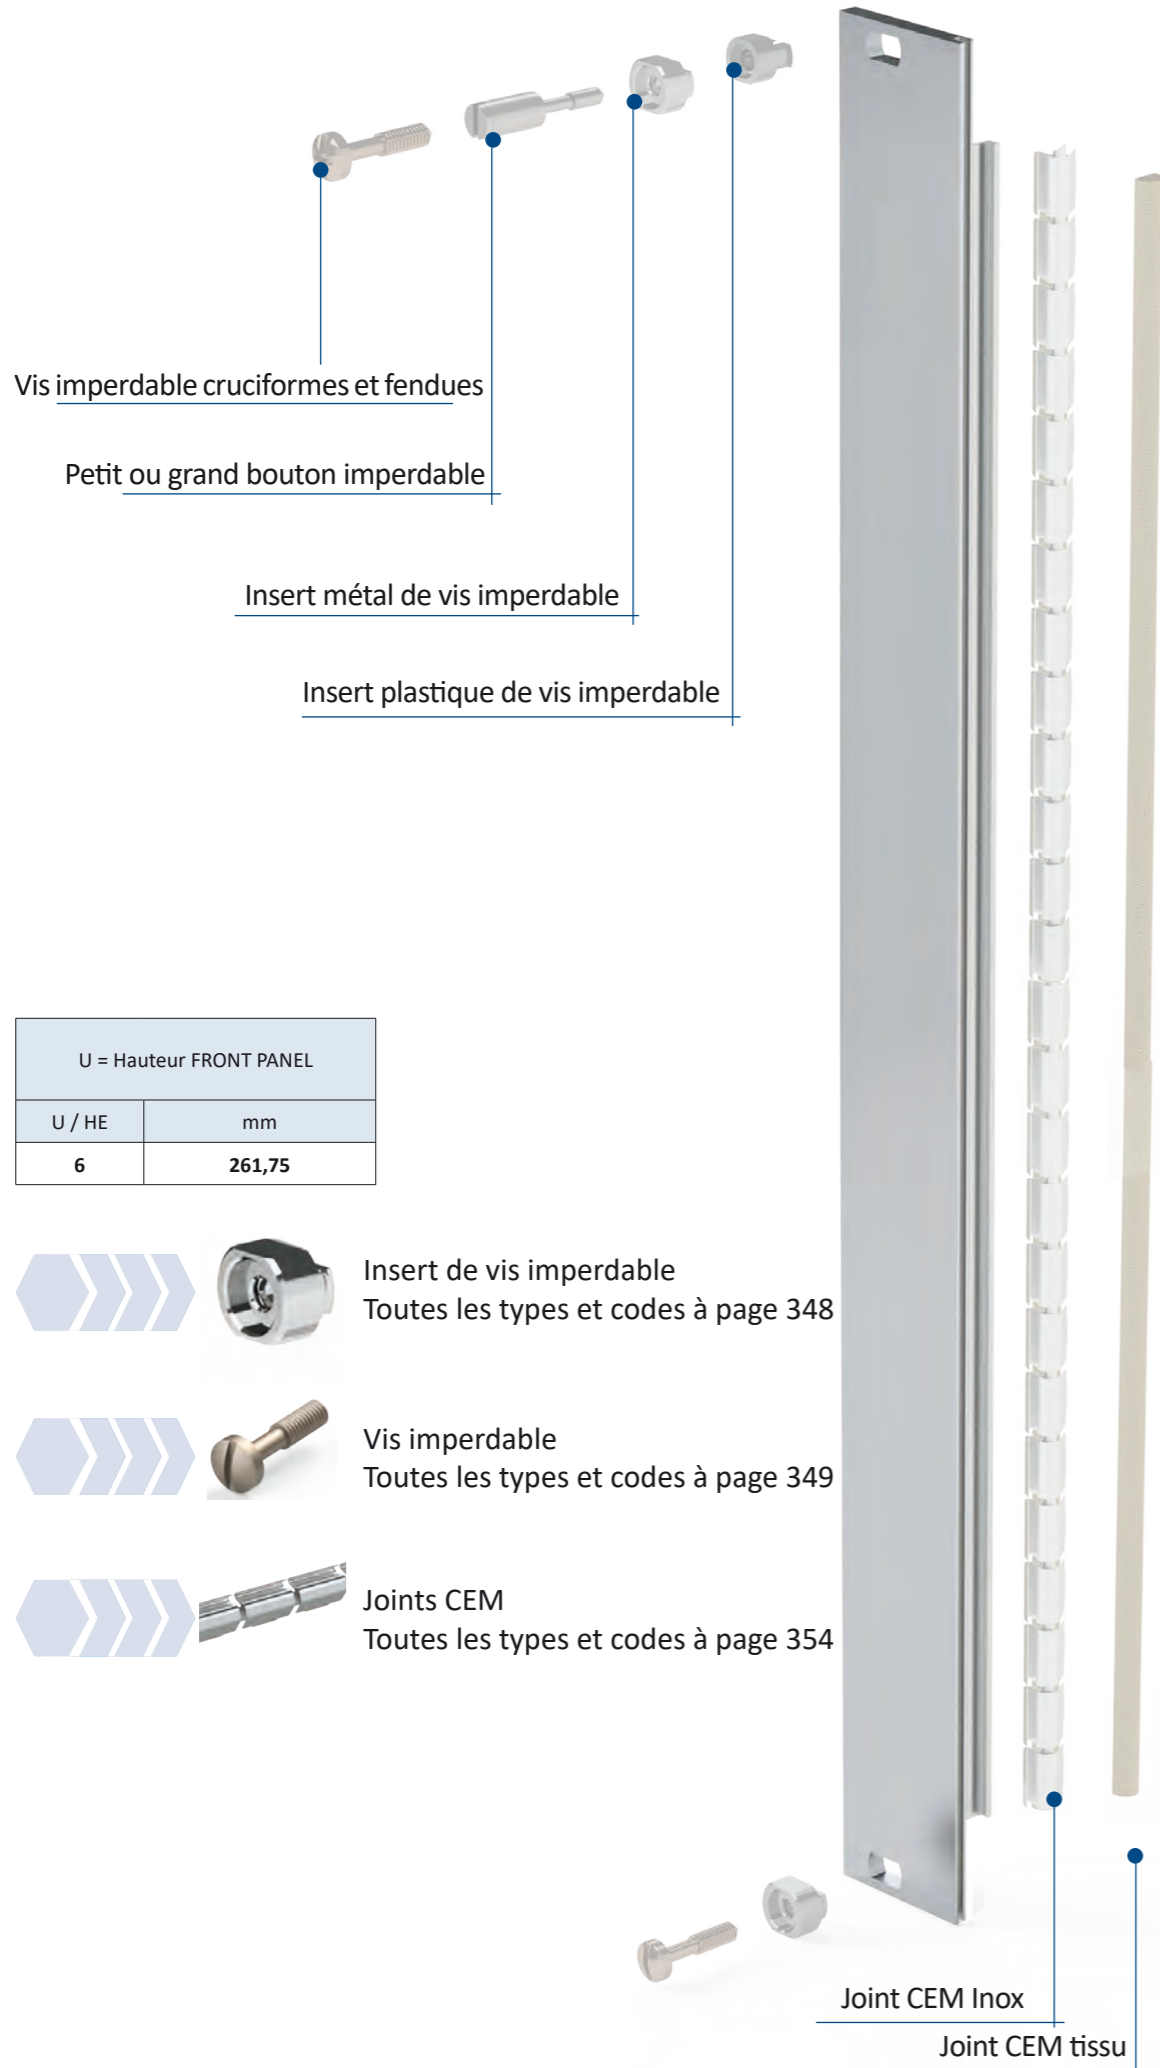 Vis imperdable cruciformes et fendues
Petit ou grand bouton imperdable
Insert métal de vis imperdable
Insert plastique de vis imperdable
U = Hauteur FRONT PANEL
U / HE mm
6 261,75
Insert de vis imperdable
Toutes les types et codes à page 348
Vis imperdable
Toutes les types et codes à page 349
Joints CEM
Toutes les types et codes à page 354
Joint CEM Inox
Joint CEM tissu